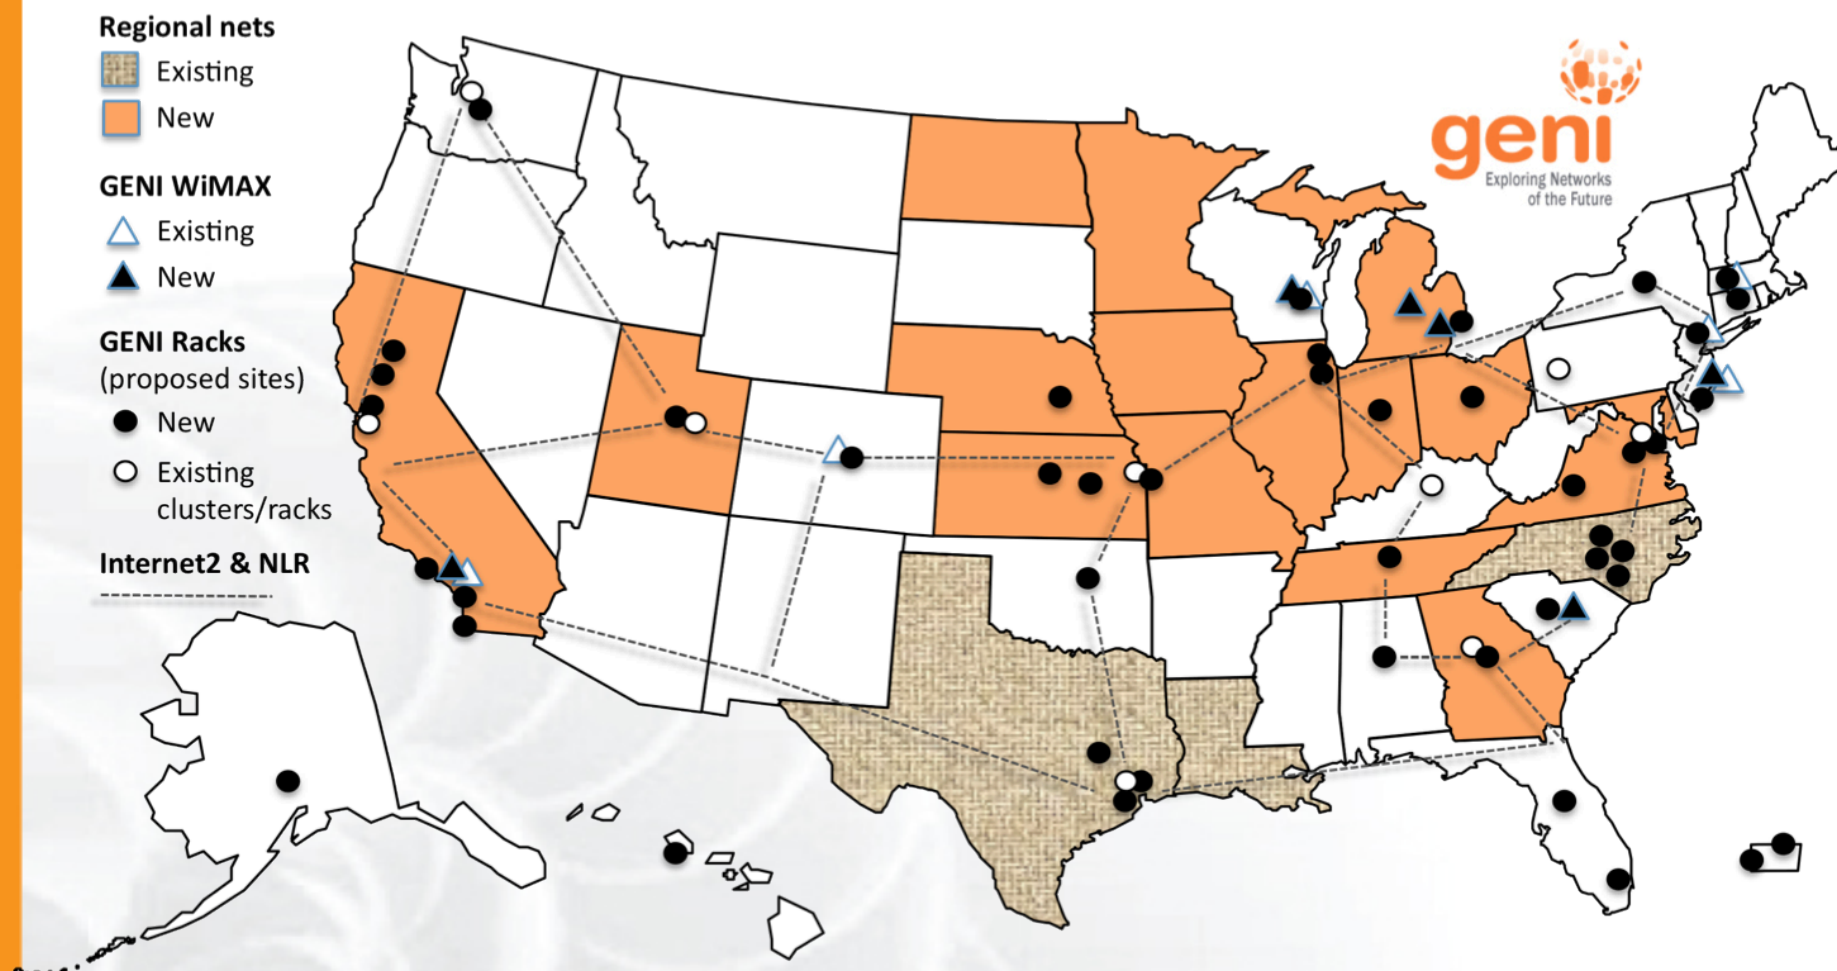 Regional nets
Existing
New
GENI WiMAX
Existing
New
GENI Racks
(proposed sites)
New
Existing
clusters/racks
Internet2 & NLR
geni
Exploring Networks
of the Future